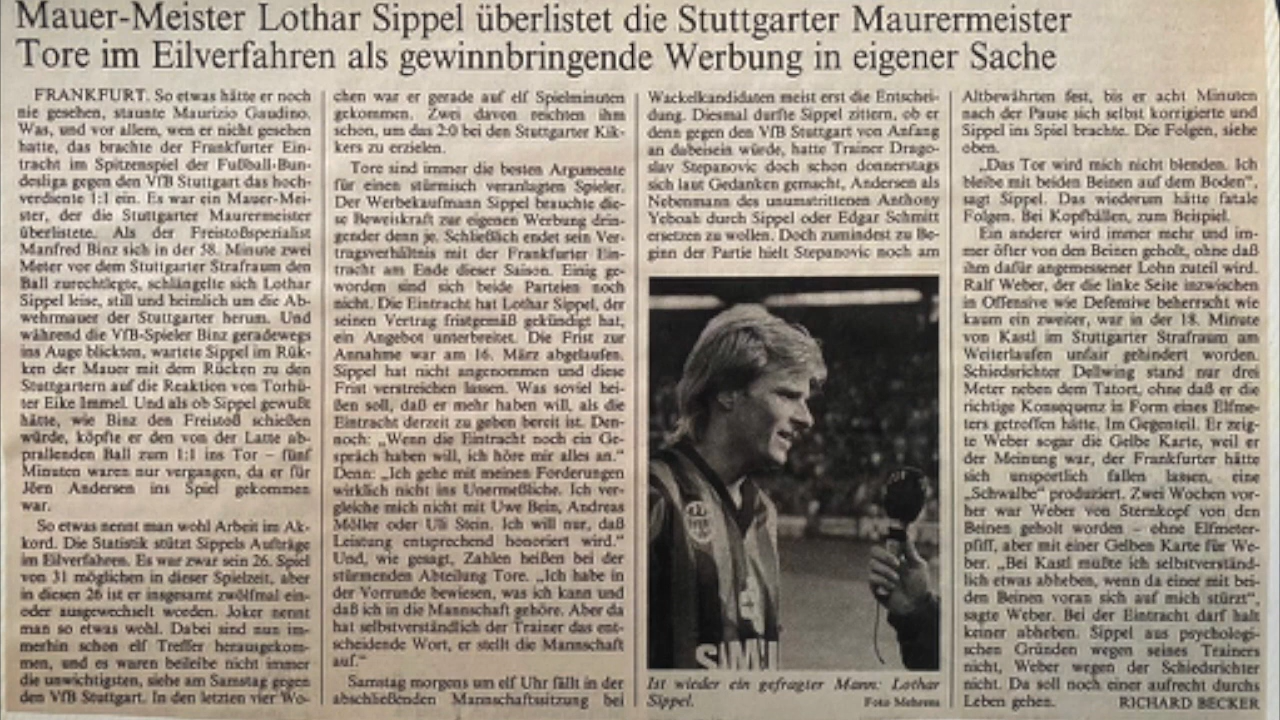 Mauer-Meister Lothar Sippel überlistet die Stuttgarter Maurermeister
Tore im Eilverfahren als gewinnbringende Werbung in eigener Sache
FRANKFURT. So etwas hätte er noch
nie gesehen, staunte Maurizio Gaudino.
Was, und vor allem, wen er nicht gesehen
hatte, das brachte der Frankfurter Ein-
tracht im Spitzenspiel der Fußball-Bun-
desliga gegen den VfB Stuttgart das hoch-
verdiente 1:1 ein. Es war ein Mauer-Mei-
ster, der die Stuttgarter Maurermeister
überlistete. Als der Freistoßspezialist
Manfred Binz sich in der 58. Minute zwei
Meter vor dem Stuttgarter Strafraum den
Ball zurechtlegte, schlängelte sich Lothar
Sippel leise, still und heimlich um die Ab-
wehrmauer der Stuttgarter herum. Und
während die VfB-Spieler Binz geradewegs
ins Auge blickten, wartete Sippel im Rük-
ken der Mauer mit dem Rücken zu den
Stuttgartern auf die Reaktion von Torhü-
ter Eike Immel. Und als ob Sippel gewußt
hätte, wie Binz den Freistoß schießen
würde, köpfte er den von der Latte ab-
prallenden Ball zum 1:1 ins Tor – fünf
Minuten waren nur vergangen, da er für
Jörn Andersen ins Spiel gekommen
war.
So etwas nennt man wohl Arbeit im Ak-
kord. Die Statistik stützt Sippels Aufträge
im Eilverfahren. Es war zwar sein 26. Spiel
von 31 möglichen in dieser Spielzeit, aber
in diesen 26 ist er insgesamt zwölfmal ein-
oder ausgewechselt worden. Joker nennt
man so etwas wohl. Dabei sind nun im-
merhin schon elf Treffer herausgekom-
men, und es waren beileibe nicht immer
die unwichtigsten, siehe am Samstag gegen
den VfB Stuttgart. In den letzten vier Wo-
chen war er gerade auf elf Spielminuten
gekommen. Zwei davon reichten ihm
schon, um das 2:0 bei den Stuttgarter Kik-
kers zu erzielen.
Tore sind immer die besten Argumente
für einen stürmisch veranlagten Spieler.
Der Werbekaufmann Sippel brauchte die-
se Beweiskraft zur eigenen Werbung drin-
gender denn je. Schließlich endet sein Ver-
tragsverhältnis mit der Frankfurter Ein-
tracht am Ende dieser Saison. Einig ge-
worden sind sich beide Parteien noch
nicht. Die Eintracht hat Lothar Sippel, der
seinen Vertrag fristgemäß gekündigt hat,
ein Angebot unterbreitet. Die Frist zur
Annahme war am 16. März abgelaufen.
Sippel hat nicht angenommen und diese
Frist verstreichen lassen. Was soviel hei-
ßen soll, daß er mehr haben will, als die
Eintracht derzeit zu geben bereit ist. Den-
noch: „Wenn die Eintracht noch ein Ge-
spräch haben will, ich höre mir alles an.“
Denn: „Ich gehe mit meinen Forderungen
wirklich nicht ins Unermeßliche. Ich ver-
gleiche mich nicht mit Uwe Bein, Andreas
Möller oder Uli Stein. Ich will nur, daß
Leistung entsprechend honoriert wird.“
Und, wie gesagt, Zahlen heißen bei der
stürmenden Abteilung Tore. „Ich habe in
der Vorrunde bewiesen, was ich kann und
daß ich in die Mannschaft gehöre. Aber da
hat selbstverständlich der Trainer das ent-
scheidende Wort, er stellt die Mannschaft
auf.“
Samstag morgens um elf Uhr fällt in der
abschließenden Mannschaftssitzung bei
Wackelkandidaten meist erst die Entschei-
dung. Diesmal durfte Sippel zittern, ob er
denn gegen den VfB Stuttgart von Anfang
an dabeisein würde, hatte Trainer Drago-
slav Stepanovic doch schon donnerstags
sich laut Gedanken gemacht, Andersen als
Nebenmann des unumstrittenen Anthony
Yeboah durch Sippel oder Edgar Schmitt
ersetzen zu wollen. Doch zumindest zu Be-
ginn der Partie hielt Stepanovic noch am
SAMU
Ist wieder ein gefragter Mann: Lothar
Sippel. Foto Mehrens
Altbewährten fest, bis er acht Minuten
nach der Pause sich selbst korrigierte und
Sippel ins Spiel brachte. Die Folgen, siehe
oben.
„Das Tor wird mich nicht blenden. Ich
bleibe mit beiden Beinen auf dem Boden“,
sagt Sippel. Das wiederum hätte fatale
Folgen. Bei Kopfbällen, zum Beispiel.
Ein anderer wird immer mehr und im-
mer öfter von den Beinen geholt, ohne daß
ihm dafür angemessener Lohn zuteil wird.
Ralf Weber, der die linke Seite inzwischen
in Offensive wie Defensive beherrscht wie
kaum ein zweiter, war in der 18. Minute
von Kastl im Stuttgarter Strafraum am
Weiterlaufen unfair gehindert worden.
Schiedsrichter Dellwing stand nur drei
Meter neben dem Tatort, ohne daß er die
richtige Konsequenz in Form eines Elfme-
ters getroffen hätte. Im Gegenteil. Er zeig-
te Weber sogar die Gelbe Karte, weil er
der Meinung war, der Frankfurter hätte
sich unsportlich fallen lassen, eine
„Schwalbe“ produziert. Zwei Wochen vor-
her war Weber von Sternkopf von den
Beinen geholt worden – ohne Elfmeter-
pfiff, aber mit einer Gelben Karte für We-
ber. „Bei Kastl müßte ich selbstverständ-
lich etwas abheben, wenn da einer mit bei-
den Beinen voran sich auf mich stürzt“,
sagte Weber. Bei der Eintracht darf halt
keiner abheben. Sippel aus psychologi-
schen Gründen wegen seines Trainers
nicht, Weber wegen der Schiedsrichter
nicht. Da soll noch einer aufrecht durchs
Leben gehen. RICHARD BECKER